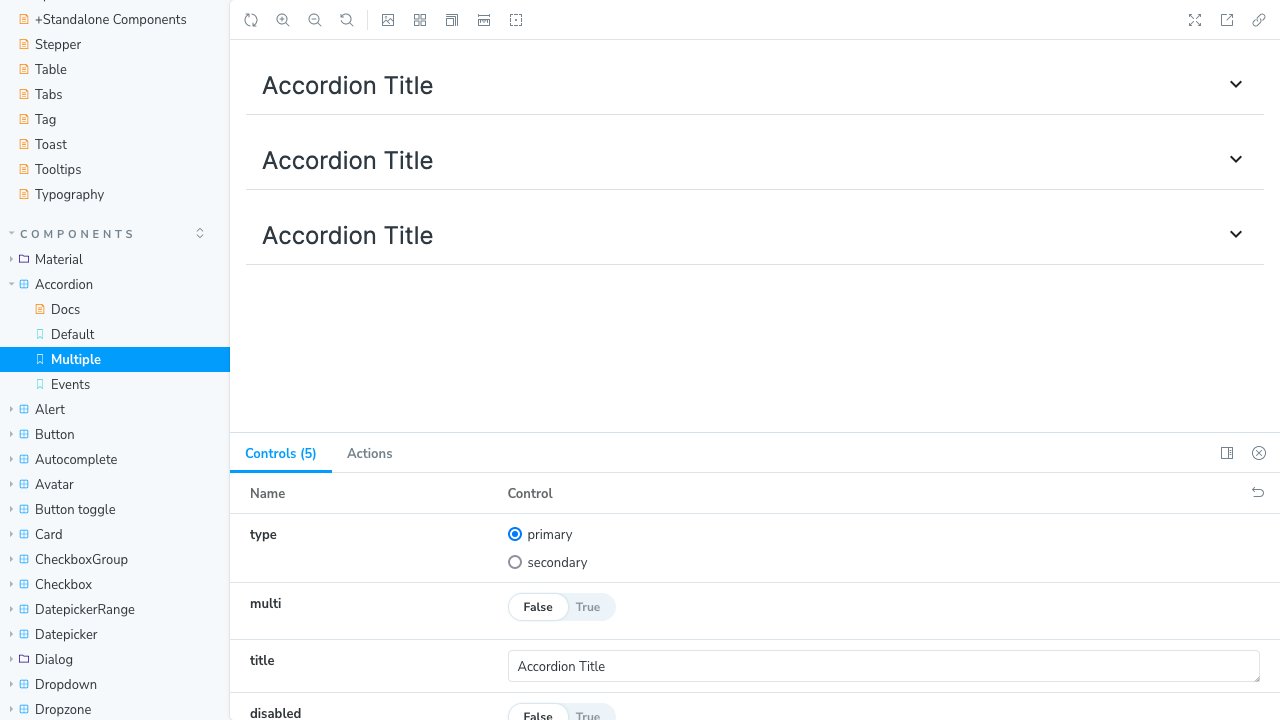 +Standalone Components
Stepper
Table
Tabs
Tag
Toast
Tooltips
Typography
COMPONENTS
Material
Accordion
Docs
Default
Multiple
Events
Alert
Button
Autocomplete
Avatar
Button toggle
Card
CheckboxGroup
Checkbox
DatepickerRange
Datepicker
Dialog
Dropdown
Dropzone
Accordion Title
Accordion Title
Accordion Title
Controls (5) Actions
Name Control
type primary
secondary
multi False True
title Accordion Title
disabled False True